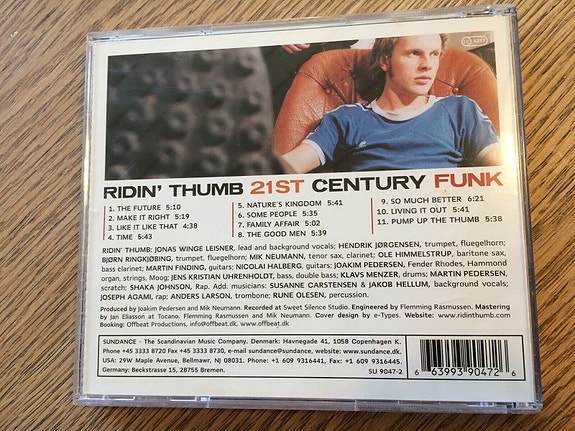 RIDIN' THUMB 21ST CENTURY FUNK
1. THE FUTURE 5:10
2. MAKE IT RIGHT 5:19
3. LIKE IT LIKE THAT 4:38
4. TIME 5:43
5. NATURE'S KINGDOM 5:41
6. SOME PEOPLE 5:35
7. FAMILY AFFAIR 5:02
8. THE GOOD MEN 5:39
9. SO MUCH BETTER 6:21
10. LIVING IT OUT 5:41
11. PUMP UP THE THUMB 5:38
RIDIN' THUMB: JONAS WINGE LEISNER, lead and background vocals; HENDRIK JØRGENSEN, trumpet, fluegelhorn;
BJØRN RINGKJØBING, trumpet, fluegelhorn; MIK NEUMANN, tenor sax, clarinet; OLE HIMMELSTRUP, baritone sax,
bass clarinet; MARTIN FINDING, guitars; NICOLAI HALBERG, guitars; JOAKIM PEDERSEN, Fender Rhodes, Hammond
organ, strings, Moog; JENS KRISTIAN UHRENHOLDT, bass, double bass; KLAVS MENZER, drums; MARTIN PEDERSEN,
scratch; SHAKA JOHNSON, Rap. Add. musicians: SUSANNE CARSTENSEN & JAKOB HELLUM, background vocals;
JOSEPH AGAMI, rap; ANDERS LARSON, trombone; RUNE OLESEN, percussion.
Produced by Joakim Pedersen and Mik Neumann. Recorded at Sweet Silence Studio. Engineered by Flemming Rasmussen. Mastering
by Jan Eliasson at Tocano, Flemming Rasmussen and Mik Neumann. Cover design by e-Types. Website: www.ridinthumb.com
Booking: Offbeat Productions, info@offbeat.dk, www.offbeat.dk
SUNDANCE - The Scandinavian Music Company. Denmark: Havnegade 41, 1058 Copenhagen K.
Phone +45 3333 8720 Fax +45 3333 8730, e-mail sundance@sundance, website: www.sundance.dk.
USA: 29W Maple Avenue, Bellmawr, NJ 08031. Phone: +1 609 9316441, Fax: +1 609 9316445.
Germany: Beckstrasse 15, 28755 Bremen.
SU 9047-2
6 63993 90472 6